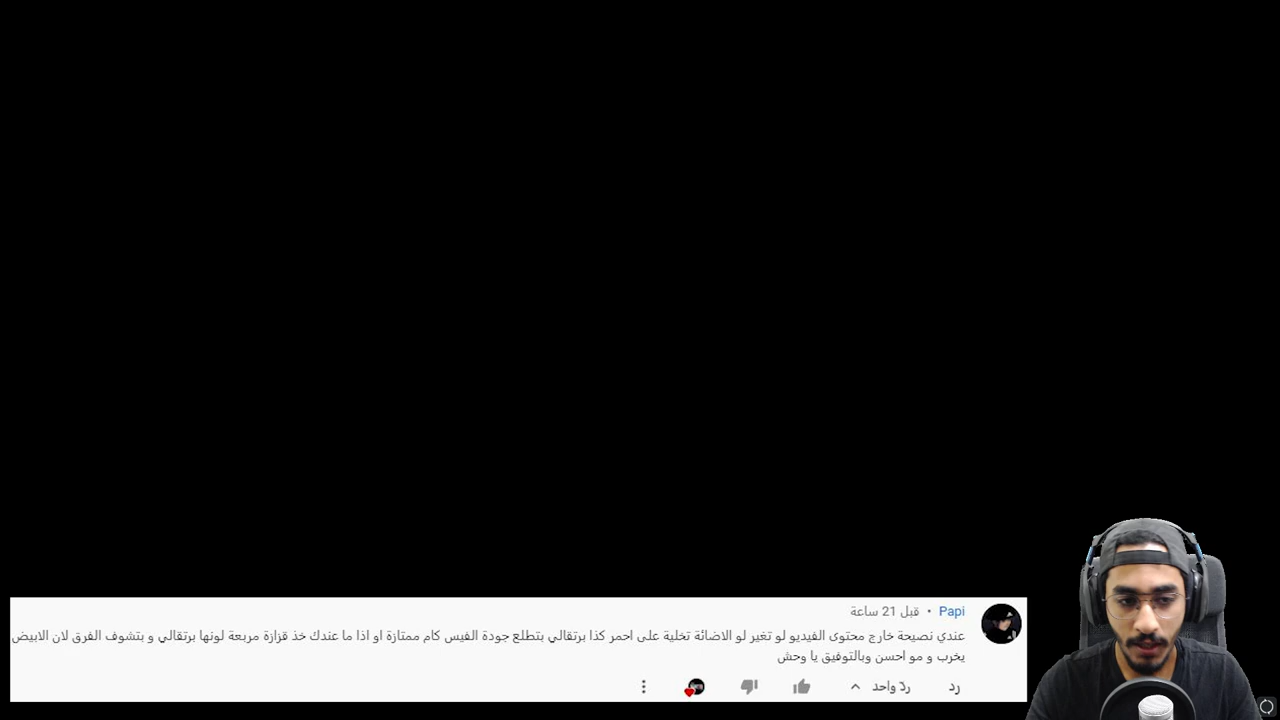 Papi • قبل 21 ساعة
عندي نصيحة خارج محتوى الفيديو لو تغير لو الاضائة تخلية على احمر كذا برتقالي بتطلع جودة الفيس كام ممتازة او اذا ما عندك خذ قزازة مربعة لونها برتقالي و بتشوف الفرق لان الابيض
يخرب و مو احسن وبالتوفيق يا وحش
رد ردّ واحد